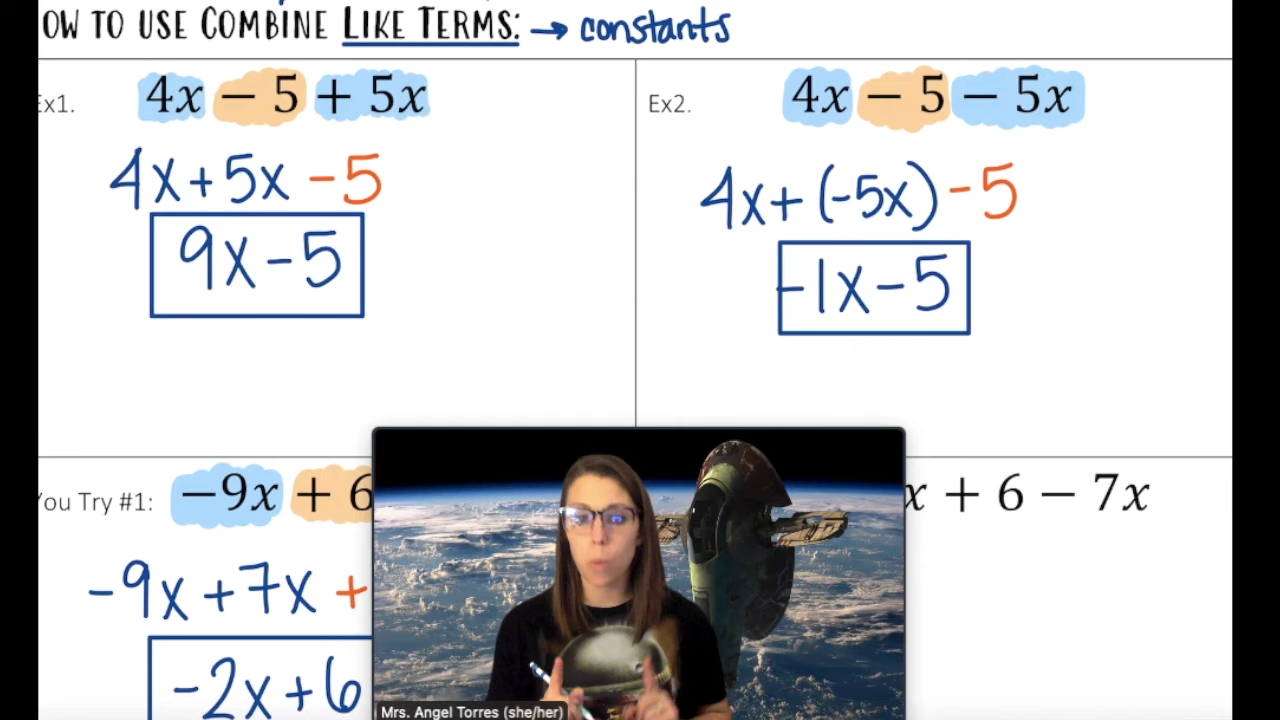 OW TO USE COMBINE LIKE TERMS: → constants
Ex1. 4x − 5 + 5x
4x + 5x − 5
9x − 5
Ex2. 4x − 5 − 5x
4x + (−5x) − 5
−1x − 5
You Try #1: −9x + 6
−9x + 7x +
−2x + 6
x + 6 − 7x
Mrs. Angel Torres (she/her)